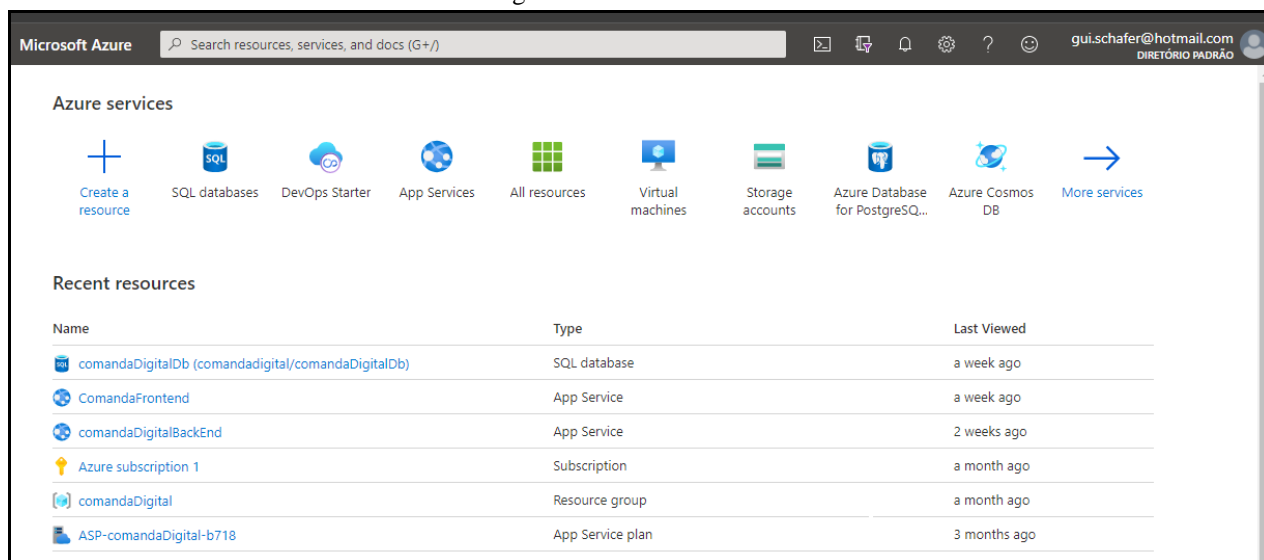 Microsoft Azure
Search resources, services, and docs (G+/)
gui.schafer@hotmail.com
DIRETÓRIO PADRÃO
Azure services
Create a resource
SQL databases
DevOps Starter
App Services
All resources
Virtual machines
Storage accounts
Azure Database for PostgreSQ...
Azure Cosmos DB
More services
Recent resources
Name Type Last Viewed
comandaDigitalDb (comandadigital/comandaDigitalDb) SQL database a week ago
ComandaFrontend App Service a week ago
comandaDigitalBackEnd App Service 2 weeks ago
Azure subscription 1 Subscription a month ago
comandaDigital Resource group a month ago
ASP-comandaDigital-b718 App Service plan 3 months ago